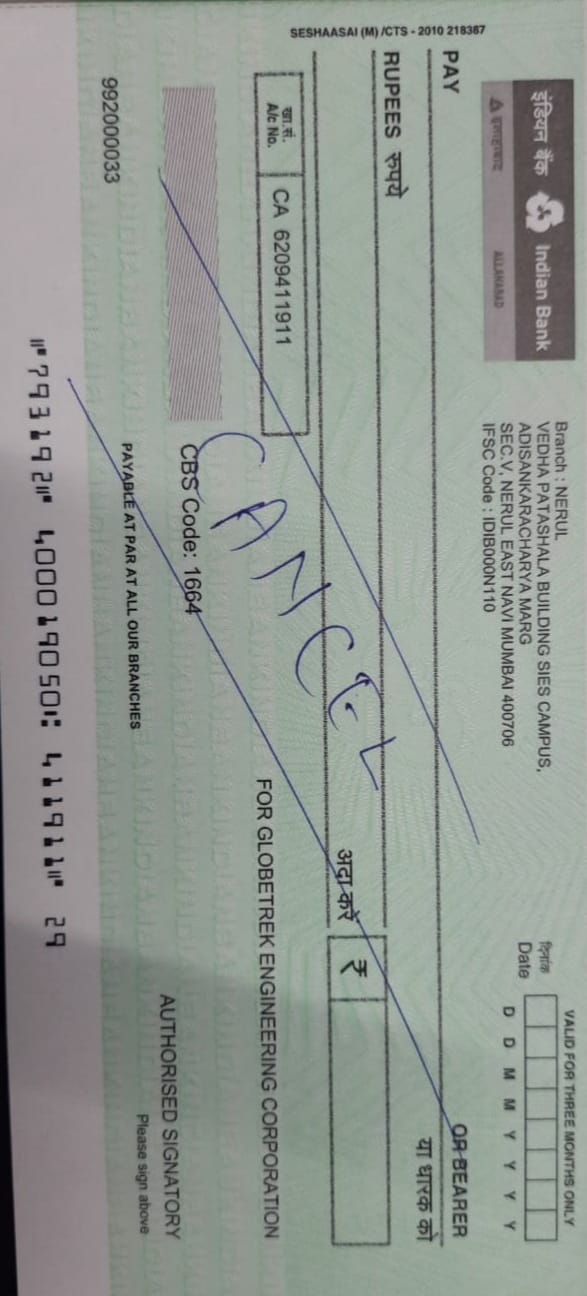 VALID FOR THREE MONTHS ONLY
इंडियन बैंक Indian Bank
इलाहाबाद ALLAHABAD
Branch : NERUL
VEDHA PATASHALA BUILDING SIES CAMPUS,
ADISANKARACHARYA MARG
SEC.V, NERUL EAST NAVI MUMBAI 400706
IFSC Code : IDIB000N110
दिनांक
Date
D D M M Y Y Y Y
PAY
OR BEARER
या धारक को
RUPEES रुपये
अदा करें ₹
खा.सं.
A/c No.
CA 6209411911
CANCEL
FOR GLOBETREK ENGINEERING CORPORATION
CBS Code: 1664
PAYABLE AT PAR AT ALL OUR BRANCHES
AUTHORISED SIGNATORY
Please sign above
992000033
SESHAASAI (M) /CTS - 2010 218387
⑈793192⑈ 400019050⑆ 411911⑈ 29